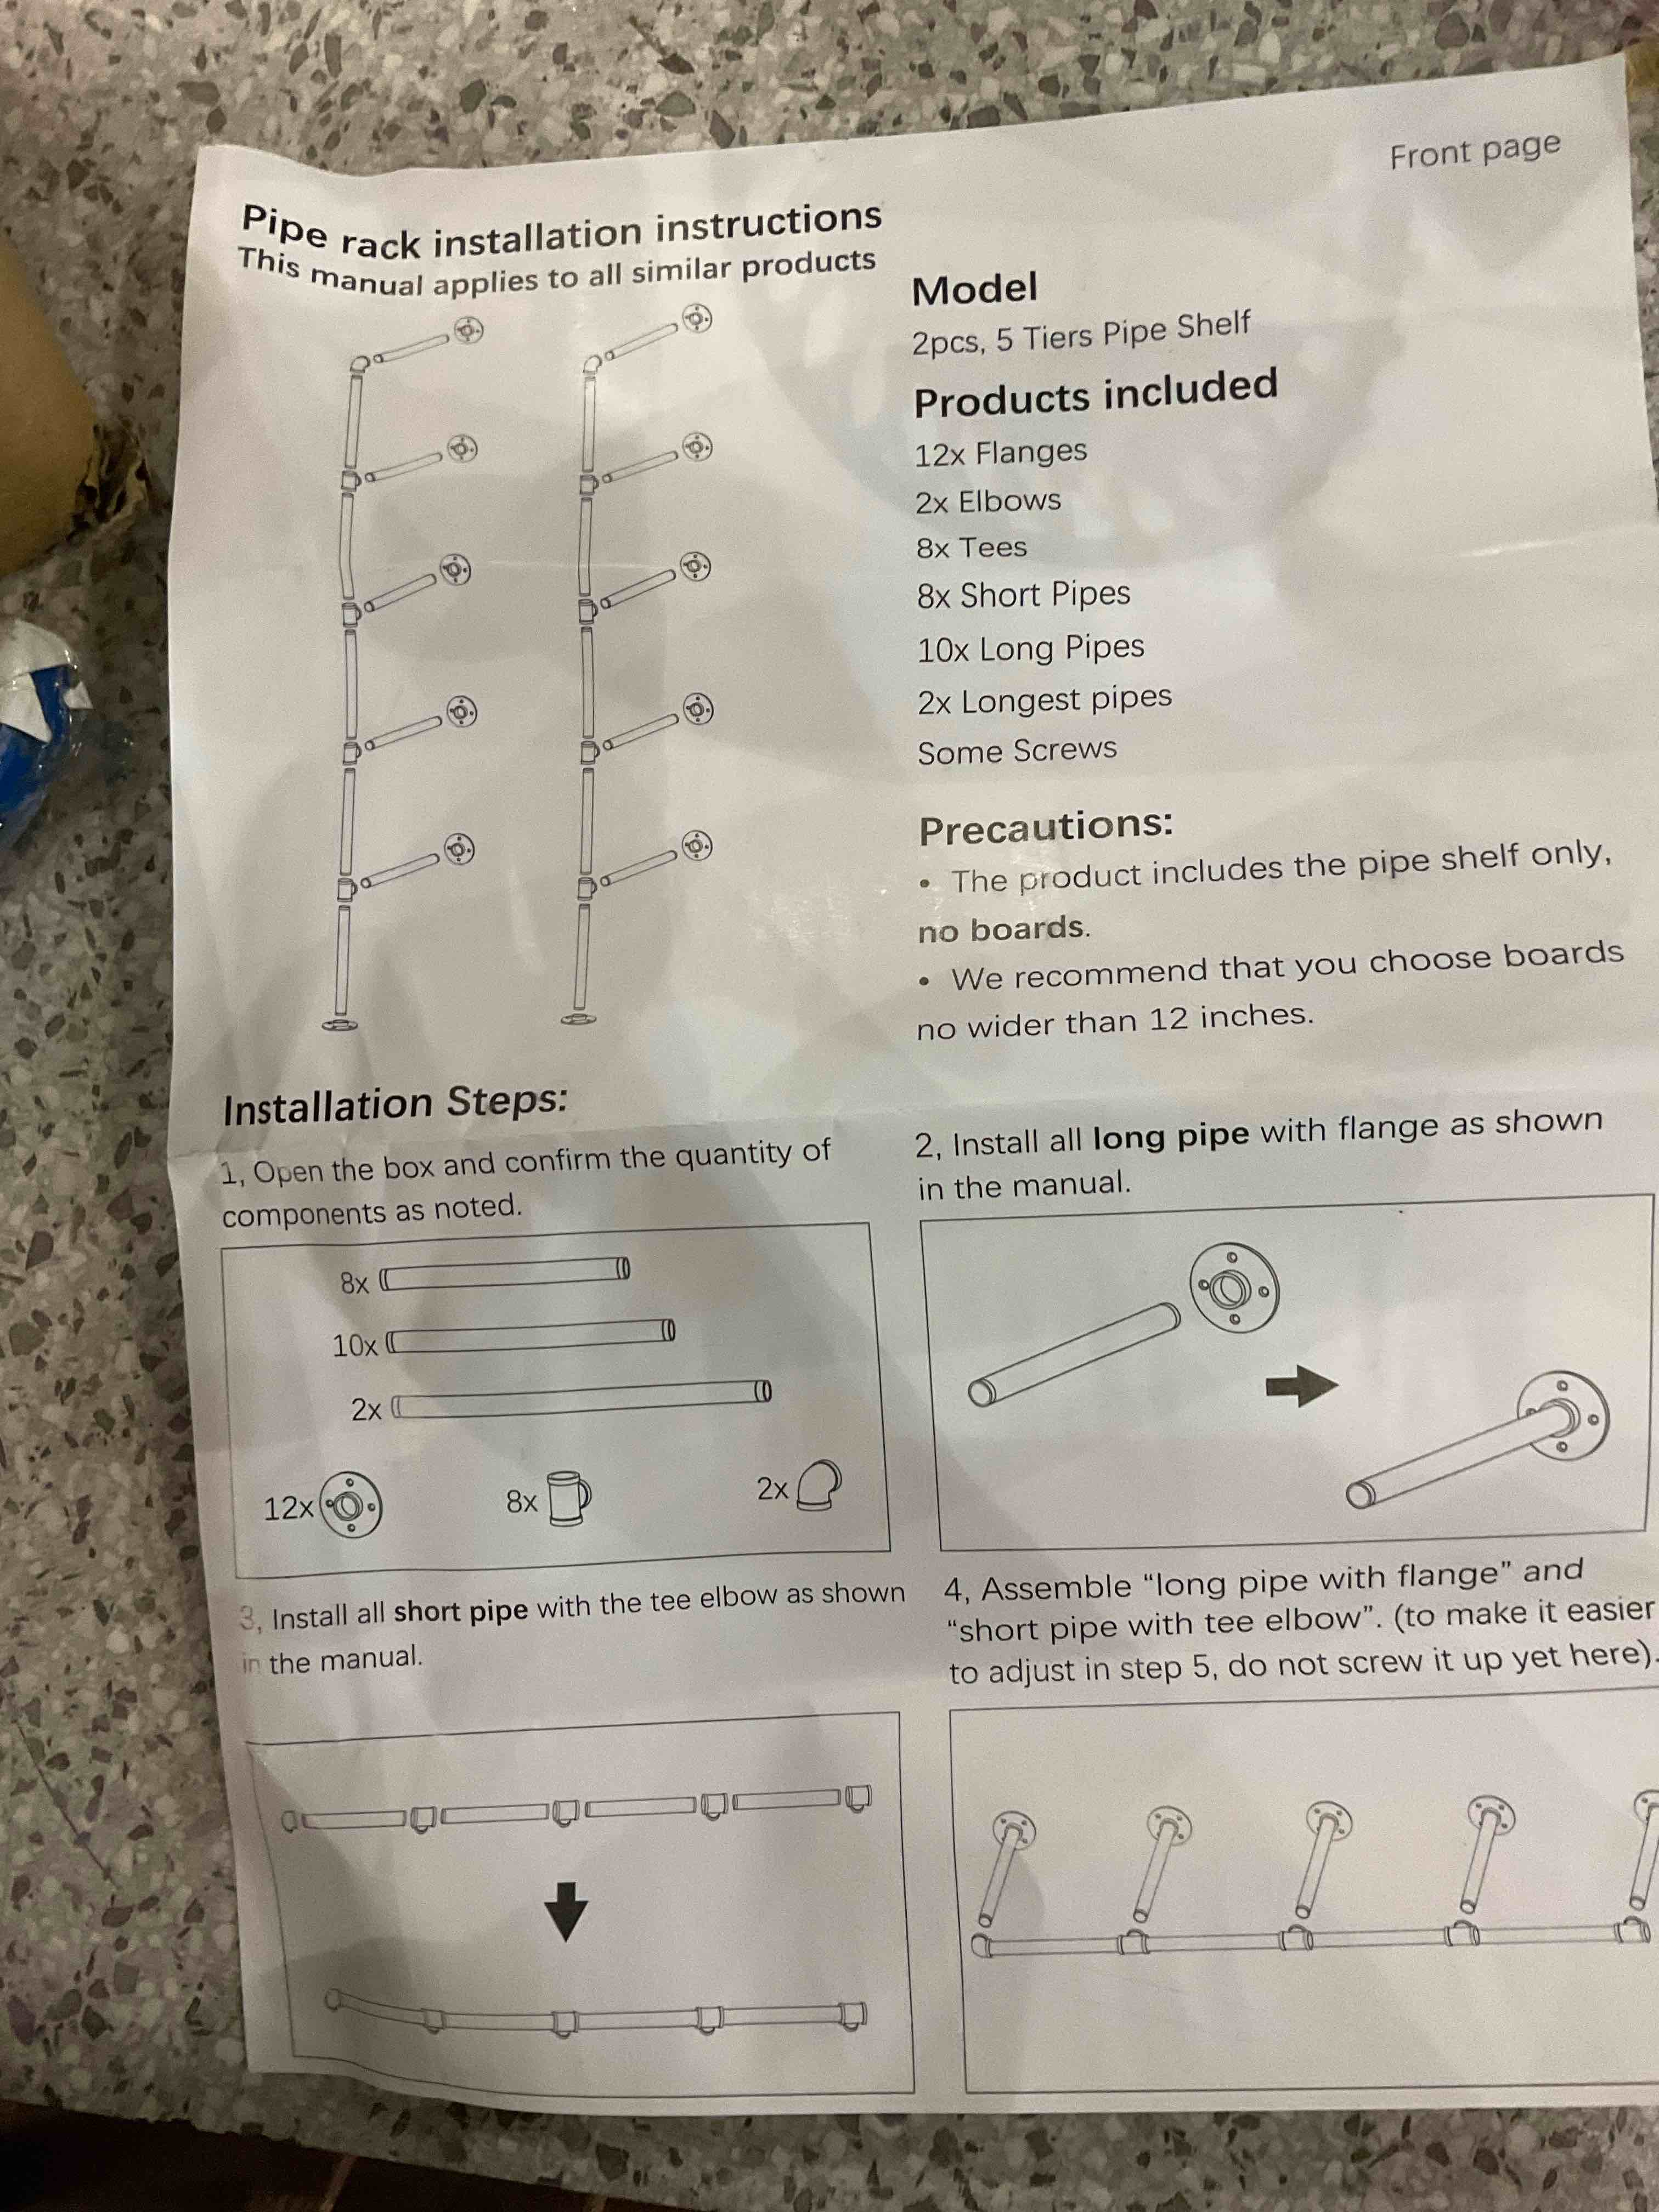 Front page
Pipe rack installation instructions
This manual applies to all similar products
Model
2pcs, 5 Tiers Pipe Shelf
Products included
12x Flanges
2x Elbows
8x Tees
8x Short Pipes
10x Long Pipes
2x Longest pipes
Some Screws
Precautions:
• The product includes the pipe shelf only,
no boards.
• We recommend that you choose boards
no wider than 12 inches.
Installation Steps:
1, Open the box and confirm the quantity of
components as noted.
8x
10x
2x
12x
8x
2x
2, Install all long pipe with flange as shown
in the manual.
3, Install all short pipe with the tee elbow as shown
in the manual.
4, Assemble “long pipe with flange” and
“short pipe with tee elbow”. (to make it easier
to adjust in step 5, do not screw it up yet here).